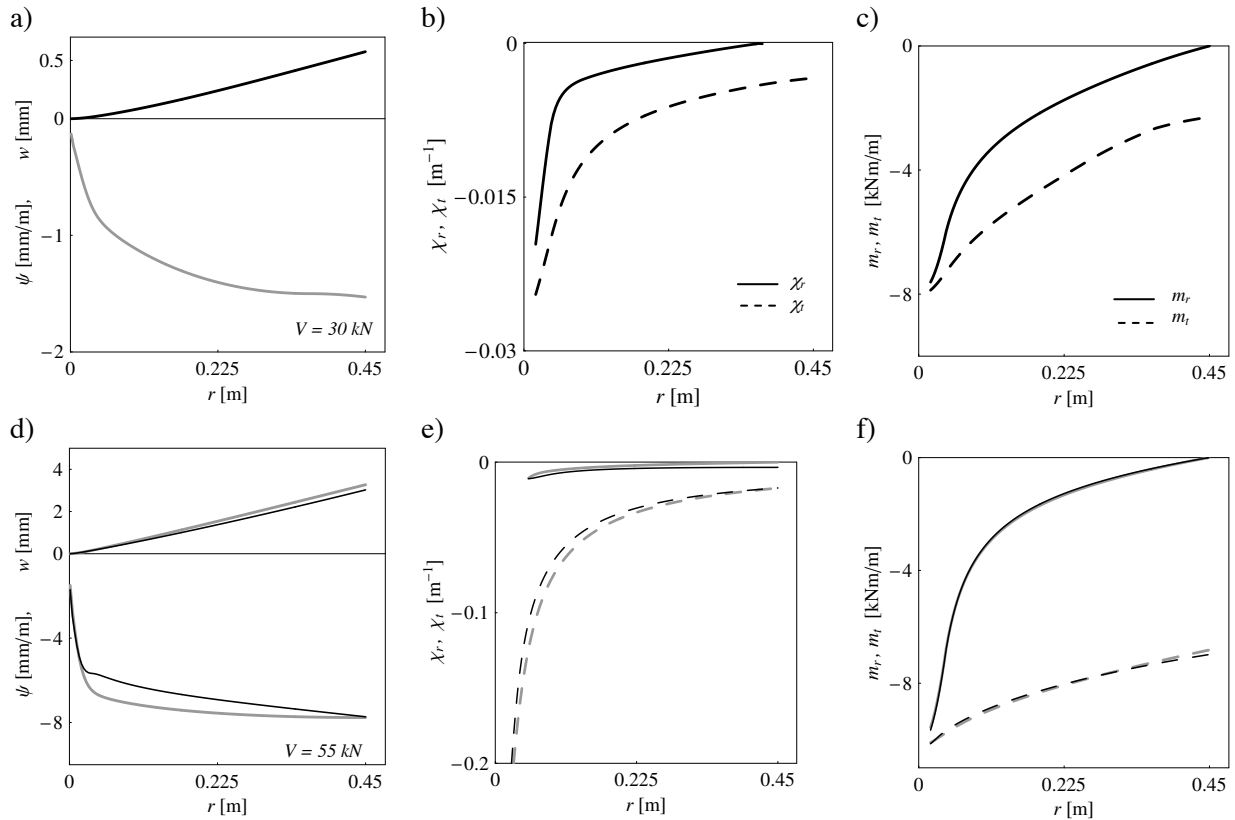 a)
0.5
0
−1
−2
ψ [mm/m], w [mm]
V = 30 kN
0
0.225
0.45
r [m]
b)
0
−0.015
−0.03
χr, χt [m⁻¹]
χr
χt
0
0.225
0.45
r [m]
c)
0
−4
−8
mr, mt [kNm/m]
mr
mt
0
0.225
0.45
r [m]
d)
4
2
0
−4
−8
ψ [mm/m], w [mm]
V = 55 kN
0
0.225
0.45
r [m]
e)
0
−0.1
−0.2
χr, χt [m⁻¹]
0
0.225
0.45
r [m]
f)
0
−4
−8
mr, mt [kNm/m]
0
0.225
0.45
r [m]